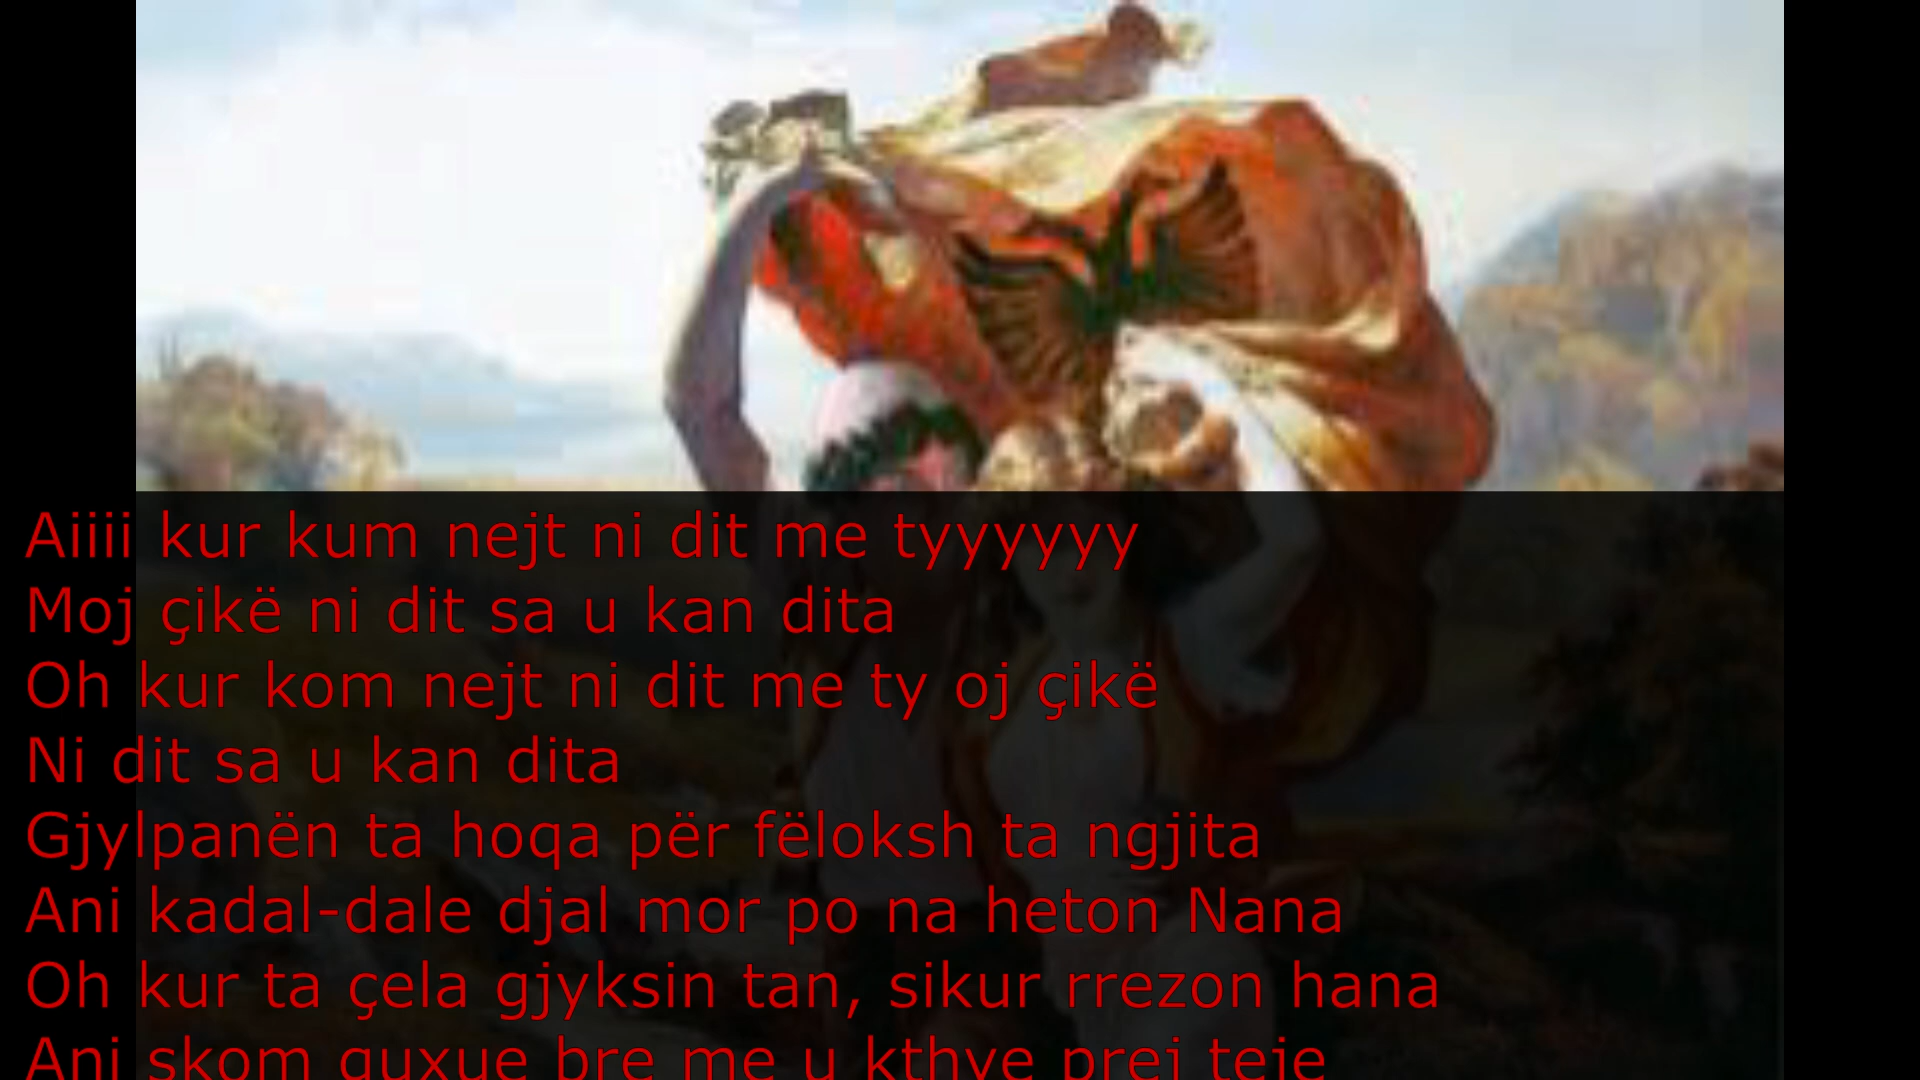 Aiiii kur kum nejt ni dit me tyyyyyy
Moj çikë ni dit sa u kan dita
Oh kur kom nejt ni dit me ty oj çikë
Ni dit sa u kan dita
Gjylpanën ta hoqa për fëloksh ta ngjita
Ani kadal-dale djal mor po na heton Nana
Oh kur ta çela gjyksin tan, sikur rrezon hana
Ani skom guxue bre me u kthye prej teje